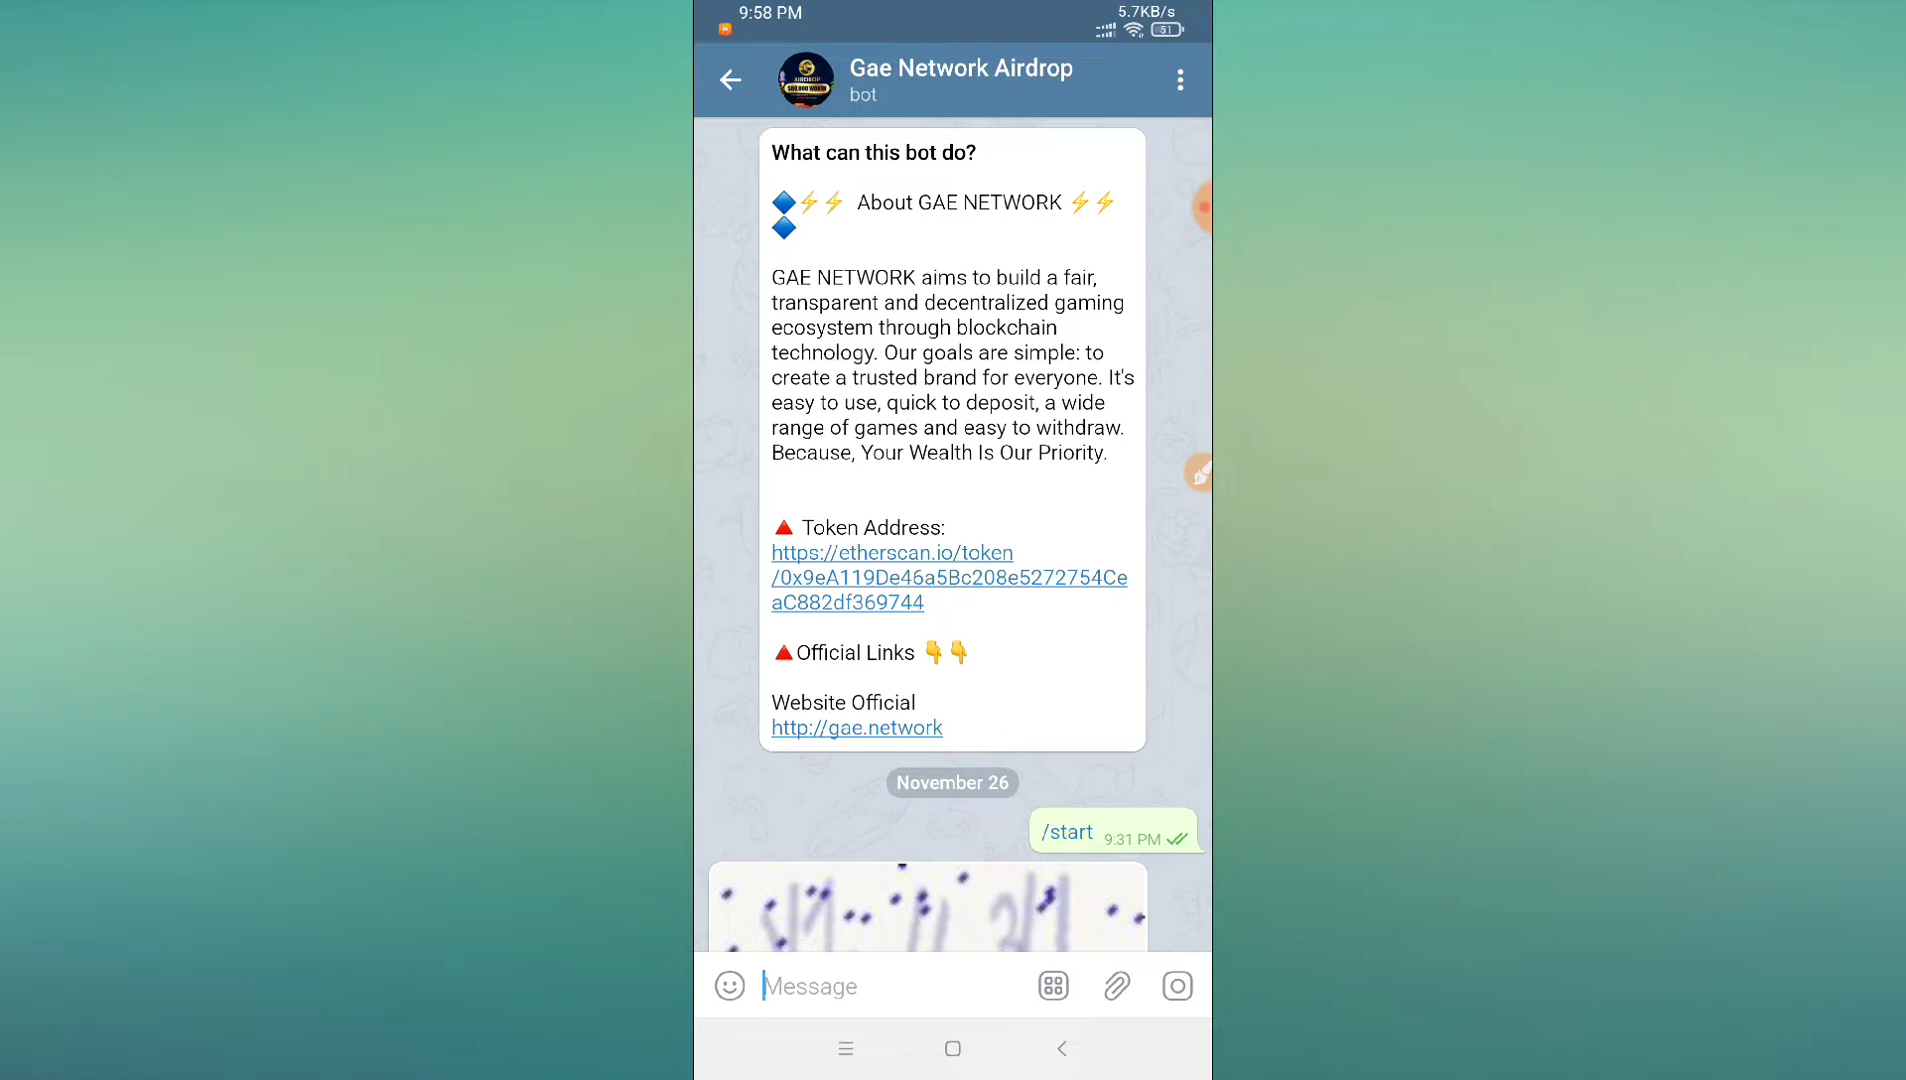 9:58 PM
5.7KB/s
51
Gae Network Airdrop
bot
AIRDROP
What can this bot do?
About GAE NETWORK
GAE NETWORK aims to build a fair,
transparent and decentralized gaming
ecosystem through blockchain
technology. Our goals are simple: to
create a trusted brand for everyone. It's
easy to use, quick to deposit, a wide
range of games and easy to withdraw.
Because, Your Wealth Is Our Priority.
Token Address:
https://etherscan.io/token
/0x9eA119De46a5Bc208e5272754Ce
aC882df369744
Official Links
Website Official
http://gae.network
November 26
/start 9:31 PM
Message